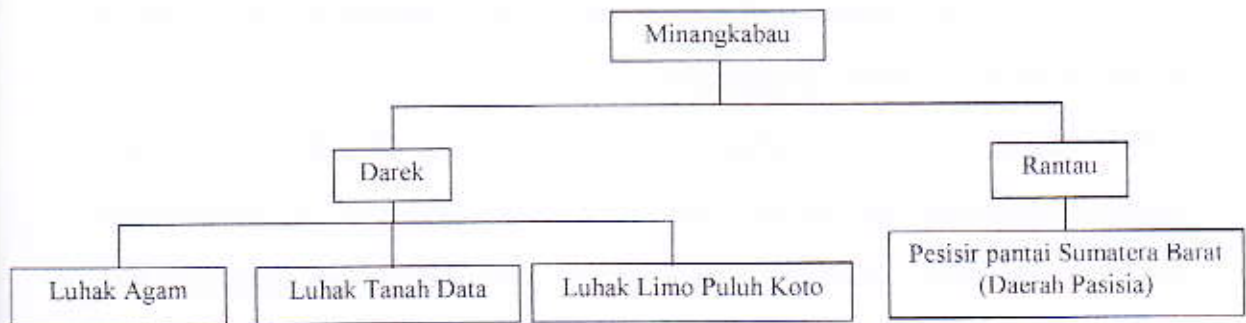 Minangkabau
Darek
Rantau
Luhak Agam
Luhak Tanah Data
Luhak Limo Puluh Koto
Pesisir pantai Sumatera Barat
(Daerah Pasisia)